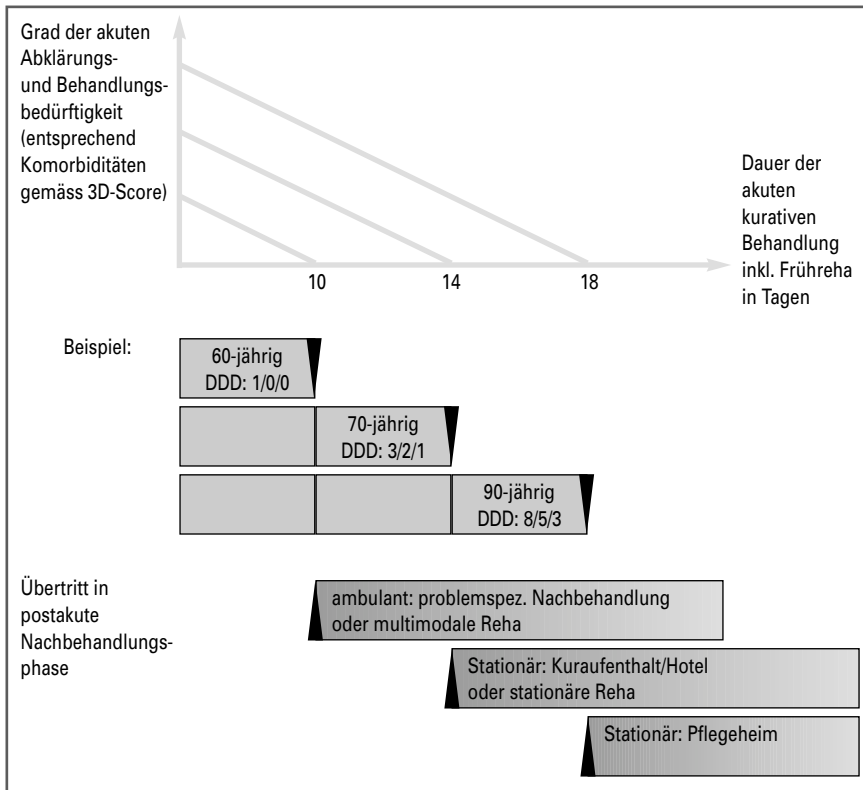 Grad der akuten
Abklärungs-
und Behandlungs-
bedürftigkeit
(entsprechend
Komorbiditäten
gemäss 3D-Score)
Dauer der
akuten
kurativen
Behandlung
inkl. Frühreha
in Tagen
10
14
18
Beispiel:
60-jährig
DDD: 1/0/0
70-jährig
DDD: 3/2/1
90-jährig
DDD: 8/5/3
Übertritt in
postakute
Nachbehandlungs-
phase
ambulant: problemspez. Nachbehandlung
oder multimodale Reha
Stationär: Kuraufenthalt/Hotel
oder stationäre Reha
Stationär: Pflegeheim